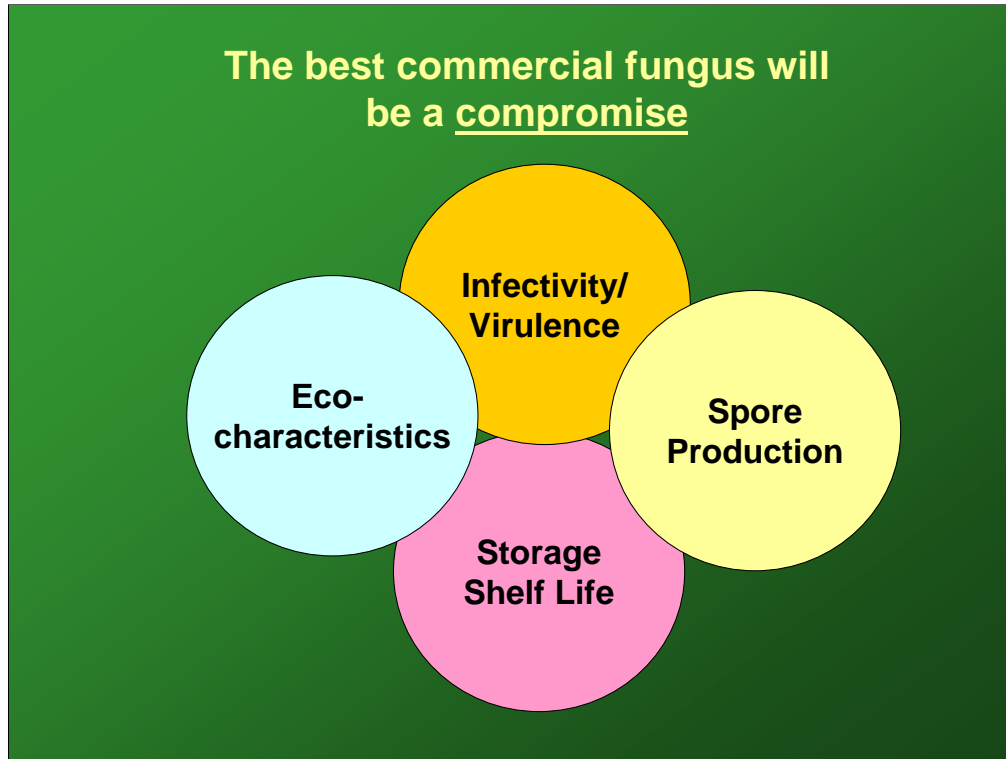 The best commercial fungus will
be a compromise
Infectivity/
Virulence
Eco-
characteristics
Spore
Production
Storage
Shelf Life